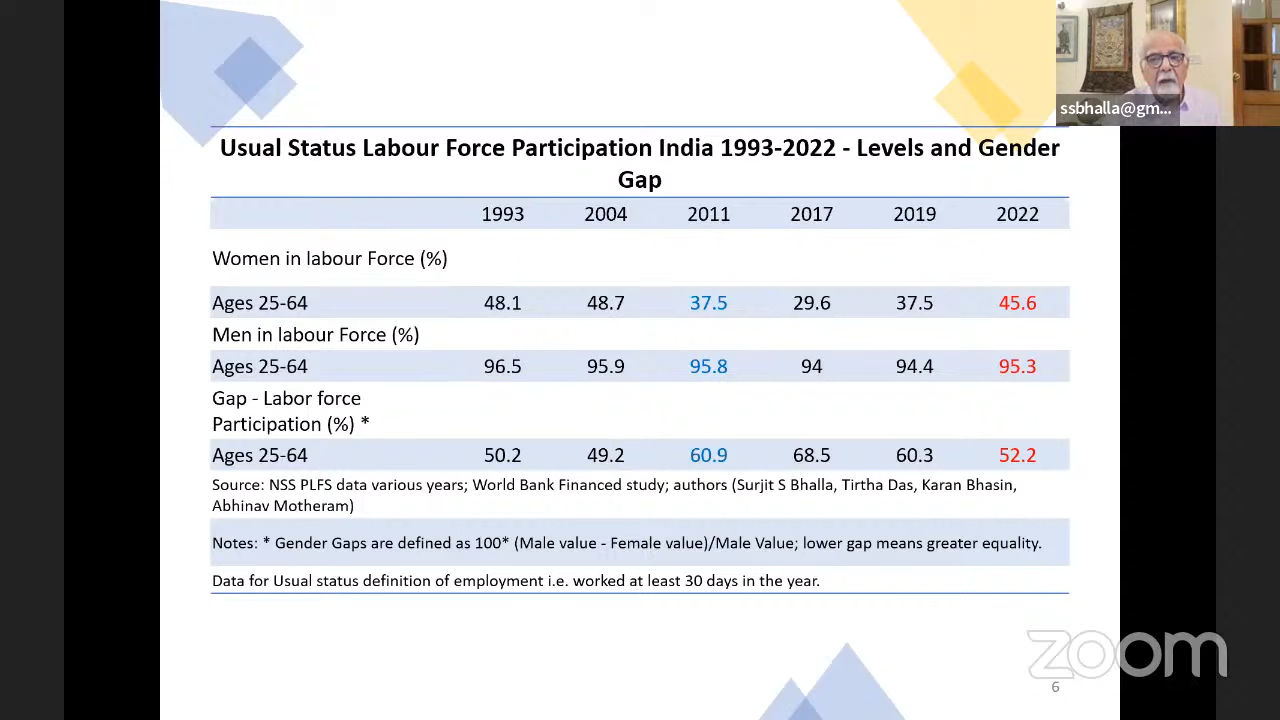 ssbhalla@gm...
Usual Status Labour Force Participation India 1993-2022 - Levels and Gender
Gap
1993 2004 2011 2017 2019 2022
Women in labour Force (%)
Ages 25-64 48.1 48.7 37.5 29.6 37.5 45.6
Men in labour Force (%)
Ages 25-64 96.5 95.9 95.8 94 94.4 95.3
Gap - Labor force
Participation (%) *
Ages 25-64 50.2 49.2 60.9 68.5 60.3 52.2
Source: NSS PLFS data various years; World Bank Financed study; authors (Surjit S Bhalla, Tirtha Das, Karan Bhasin,
Abhinav Motheram)
Notes: * Gender Gaps are defined as 100* (Male value - Female value)/Male Value; lower gap means greater equality.
Data for Usual status definition of employment i.e. worked at least 30 days in the year.
zoom
6